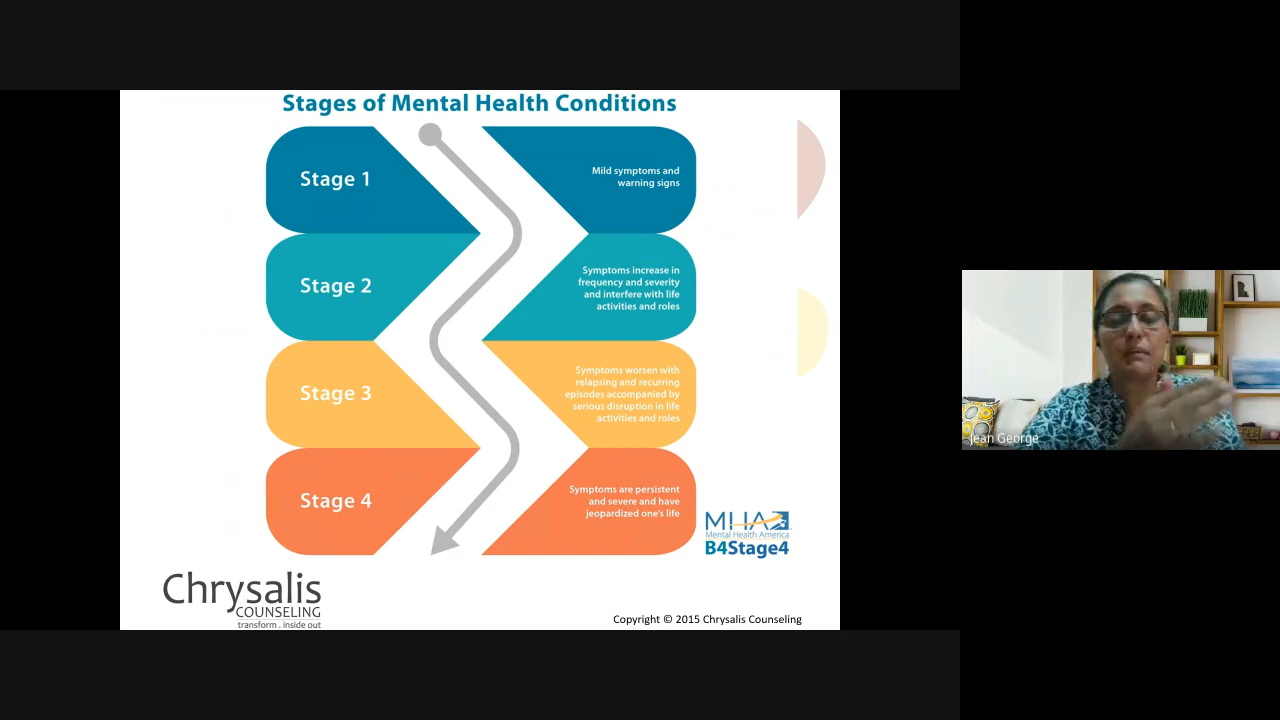 Stages of Mental Health Conditions
Stage 1
Mild symptoms and
warning signs
Stage 2
Symptoms increase in
frequency and severity
and interfere with life
activities and roles
Stage 3
Symptoms worsen with
relapsing and recurring
episodes accompanied by
serious disruption in life
activities and roles
Stage 4
Symptoms are persistent
and severe and have
jeopardized one's life
MHA
Mental Health America
B4Stage4
Chrysalis
COUNSELING
transform . inside out
Copyright © 2015 Chrysalis Counseling
Jean George